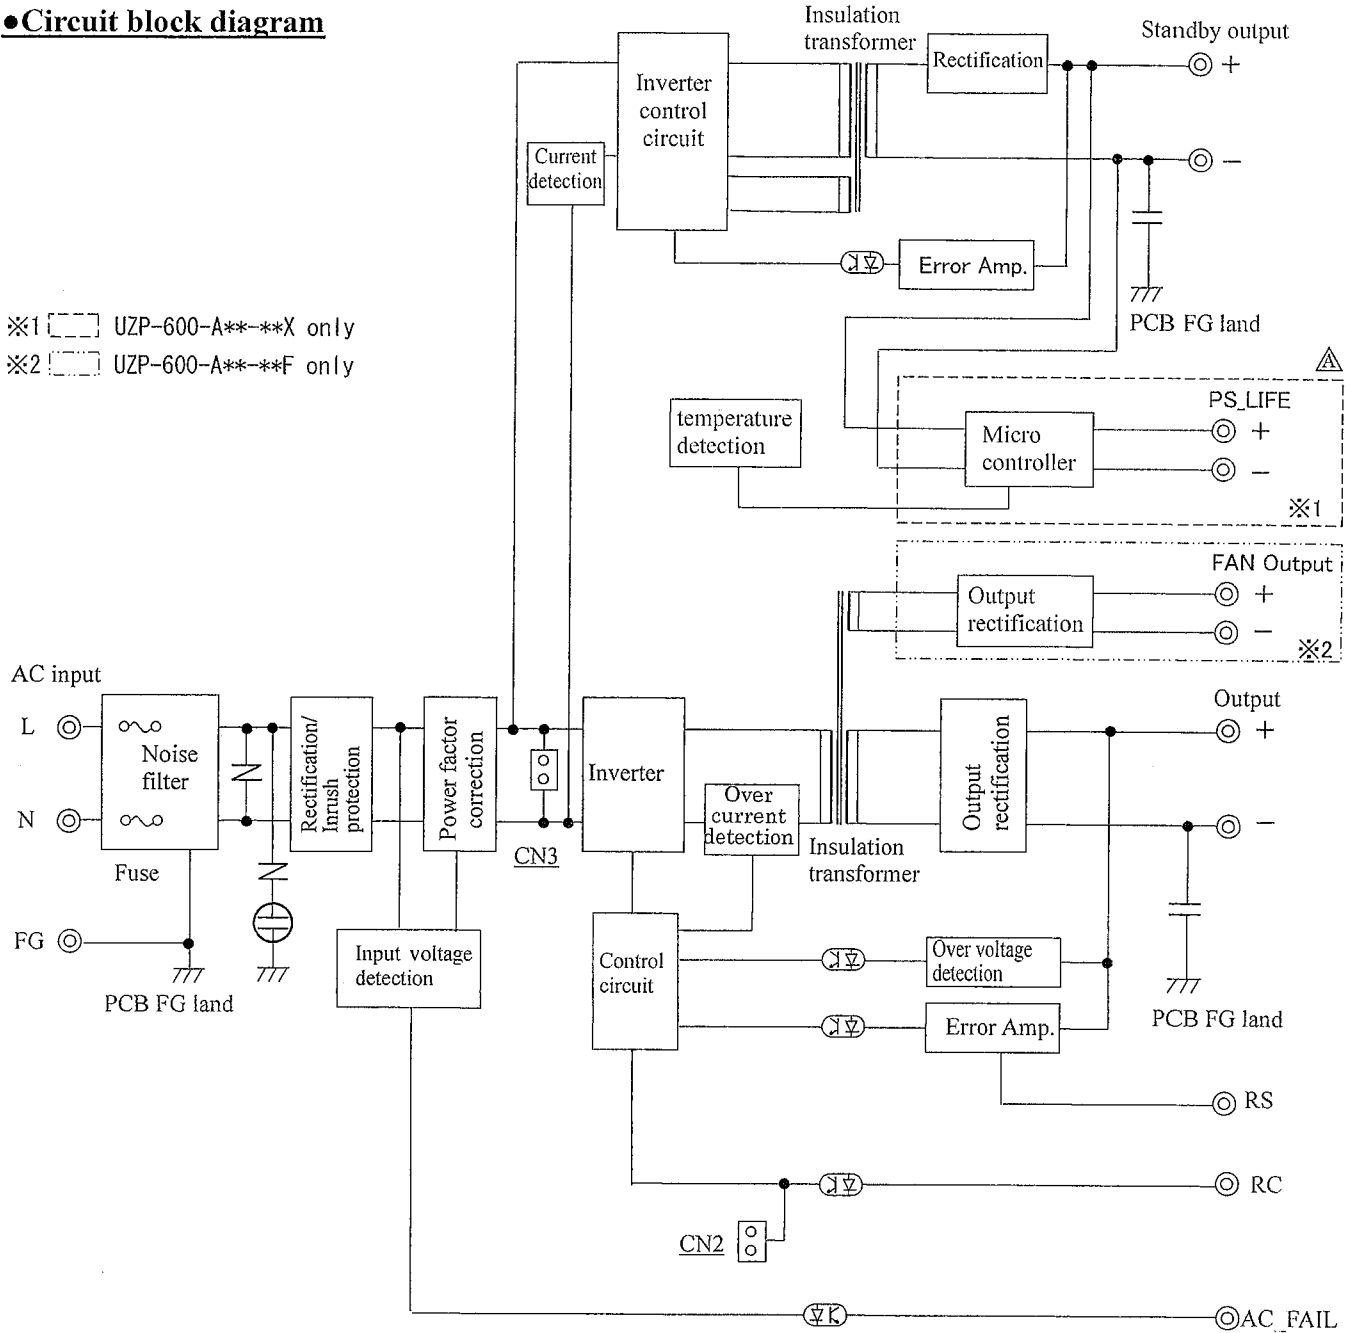 ●Circuit block diagram
Insulation
transformer
Standby output
Rectification
+
Inverter
control
circuit
Current
detection
−
Error Amp.
PCB FG land
※1 UZP-600-A**-**X only
※2 UZP-600-A**-**F only
A
PS_LIFE
temperature
detection
Micro
controller
+
−
※1
FAN Output
Output
rectification
+
−
※2
AC input
L
N
FG
Noise
filter
Fuse
PCB FG land
Rectification/
Inrush
protection
Power factor
correction
CN3
Inverter
Over
current
detection
Insulation
transformer
Output
rectification
Output
+
−
Input voltage
detection
Control
circuit
Over voltage
detection
Error Amp.
PCB FG land
RS
RC
CN2
AC_FAIL